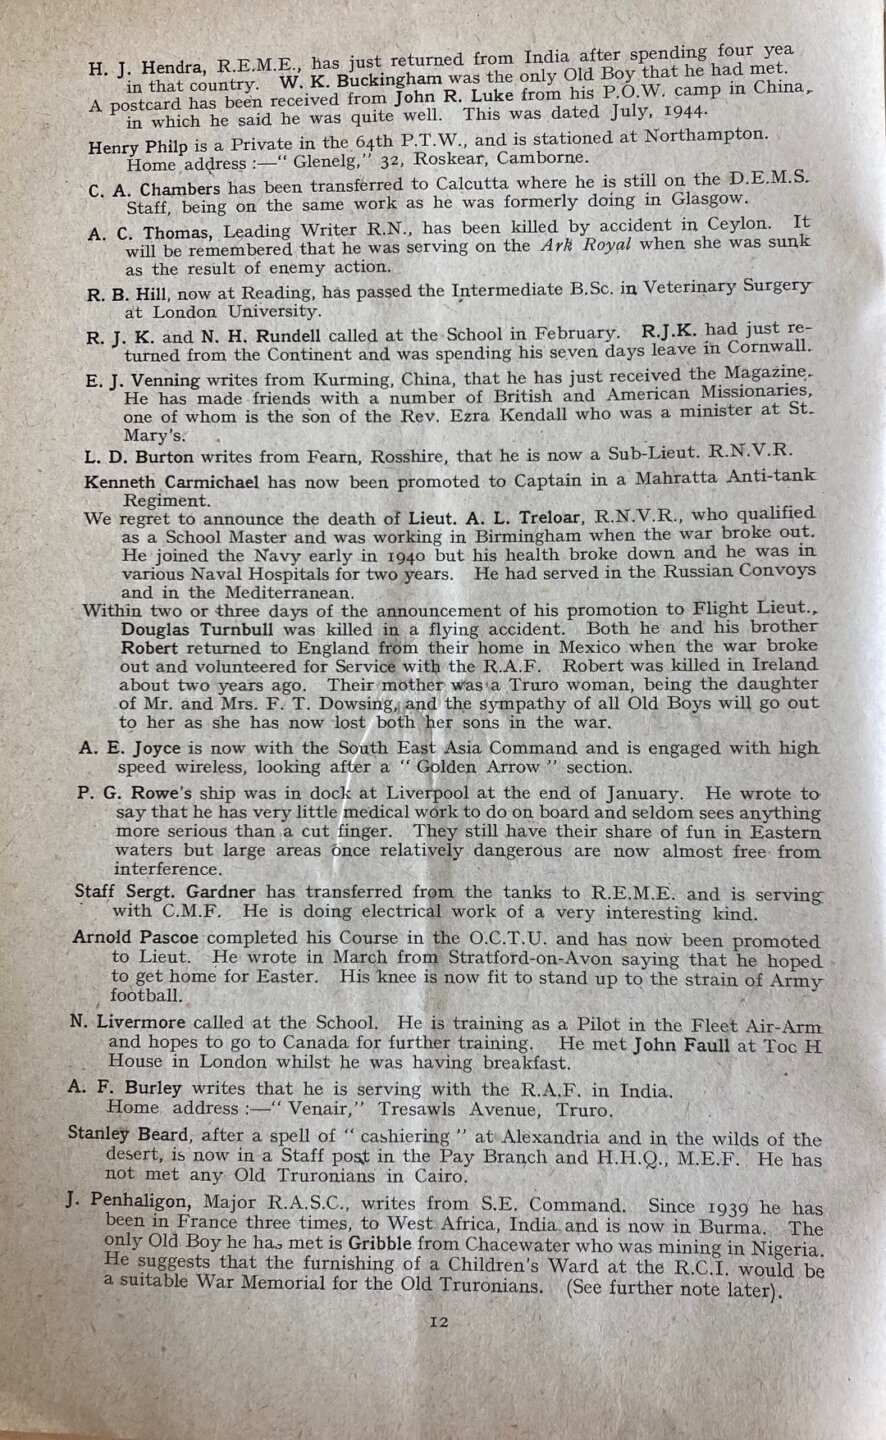 H. J. Hendra, R.E.M.E., has just returned from India after spending four yea
in that country. W. K. Buckingham was the only Old Boy that he had met.
A postcard has been received from John R. Luke from his P.O.W. camp in China,
in which he said he was quite well. This was dated July, 1944.
Henry Philp is a Private in the 64th P.T.W., and is stationed at Northampton.
Home address :—“ Glenelg,” 32, Roskear, Camborne.
C. A. Chambers has been transferred to Calcutta where he is still on the D.E.M.S.
Staff, being on the same work as he was formerly doing in Glasgow.
A. C. Thomas, Leading Writer R.N., has been killed by accident in Ceylon. It
will be remembered that he was serving on the Ark Royal when she was sunk
as the result of enemy action.
R. B. Hill, now at Reading, has passed the Intermediate B.Sc. in Veterinary Surgery
at London University.
R. J. K. and N. H. Rundell called at the School in February. R.J.K. had just re-
turned from the Continent and was spending his seven days leave in Cornwall.
E. J. Venning writes from Kurming, China, that he has just received the Magazine.
He has made friends with a number of British and American Missionaries,
one of whom is the son of the Rev. Ezra Kendall who was a minister at St.
Mary's.
L. D. Burton writes from Fearn, Rosshire, that he is now a Sub-Lieut. R.N.V.R.
Kenneth Carmichael has now been promoted to Captain in a Mahratta Anti-tank
Regiment.
We regret to announce the death of Lieut. A. L. Treloar, R.N.V.R., who qualified
as a School Master and was working in Birmingham when the war broke out.
He joined the Navy early in 1940 but his health broke down and he was in
various Naval Hospitals for two years. He had served in the Russian Convoys
and in the Mediterranean.
Within two or three days of the announcement of his promotion to Flight Lieut.,
Douglas Turnbull was killed in a flying accident. Both he and his brother
Robert returned to England from their home in Mexico when the war broke
out and volunteered for Service with the R.A.F. Robert was killed in Ireland
about two years ago. Their mother was a Truro woman, being the daughter
of Mr. and Mrs. F. T. Dowsing, and the sympathy of all Old Boys will go out
to her as she has now lost both her sons in the war.
A. E. Joyce is now with the South East Asia Command and is engaged with high
speed wireless, looking after a “ Golden Arrow ” section.
P. G. Rowe's ship was in dock at Liverpool at the end of January. He wrote to
say that he has very little medical work to do on board and seldom sees anything
more serious than a cut finger. They still have their share of fun in Eastern
waters but large areas once relatively dangerous are now almost free from
interference.
Staff Sergt. Gardner has transferred from the tanks to R.E.M.E. and is serving
with C.M.F. He is doing electrical work of a very interesting kind.
Arnold Pascoe completed his Course in the O.C.T.U. and has now been promoted
to Lieut. He wrote in March from Stratford-on-Avon saying that he hoped
to get home for Easter. His knee is now fit to stand up to the strain of Army
football.
N. Livermore called at the School. He is training as a Pilot in the Fleet Air-Arm
and hopes to go to Canada for further training. He met John Faull at Toc H
House in London whilst he was having breakfast.
A. F. Burley writes that he is serving with the R.A.F. in India.
Home address :—“ Venair,” Tresawls Avenue, Truro.
Stanley Beard, after a spell of “ cashiering ” at Alexandria and in the wilds of the
desert, is now in a Staff post in the Pay Branch and H.H.Q., M.E.F. He has
not met any Old Truronians in Cairo.
J. Penhaligon, Major R.A.S.C., writes from S.E. Command. Since 1939 he has
been in France three times, to West Africa, India and is now in Burma. The
only Old Boy he has met is Gribble from Chacewater who was mining in Nigeria.
He suggests that the furnishing of a Children's Ward at the R.C.I. would be
a suitable War Memorial for the Old Truronians. (See further note later).
12